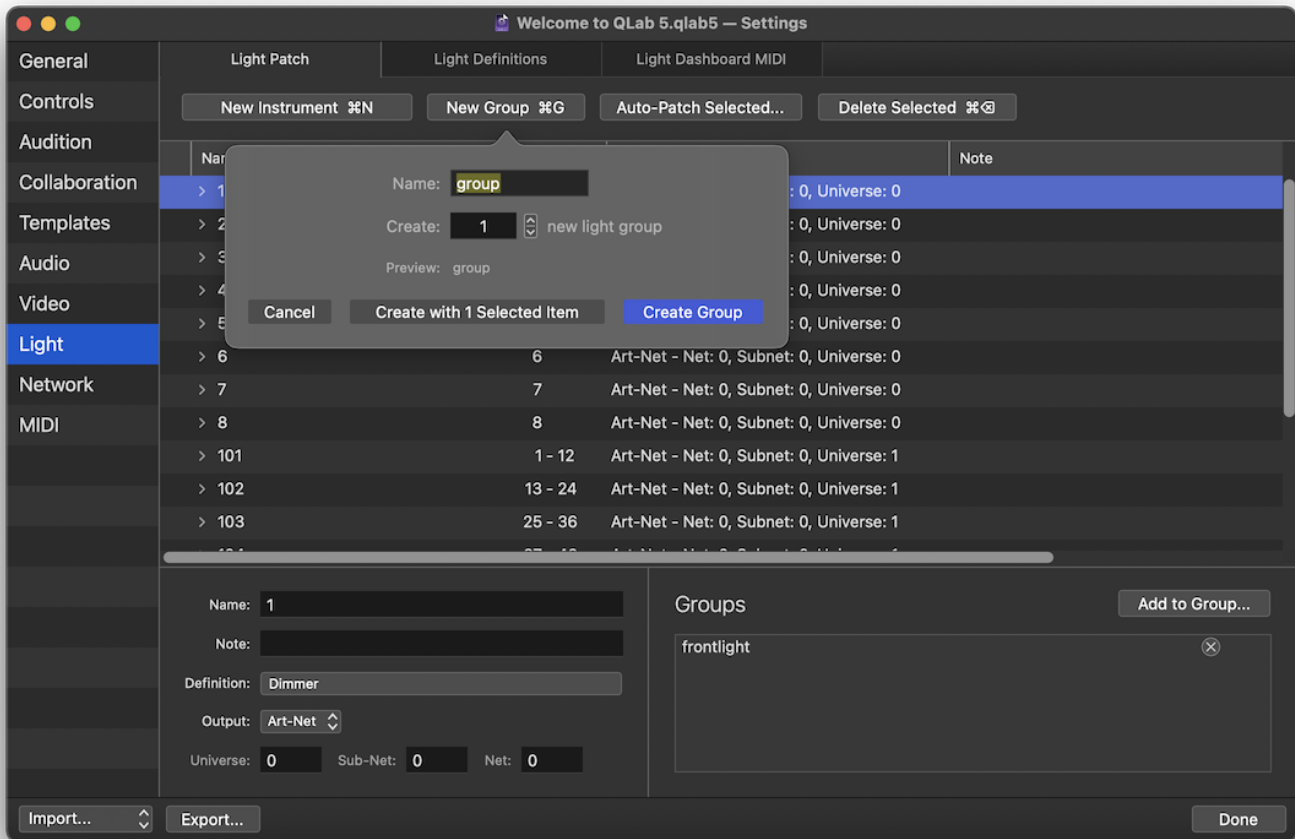 Welcome to QLab 5.qlab5 — Settings
General
Controls
Audition
Collaboration
Templates
Audio
Video
Light
Network
MIDI
Light Patch
Light Definitions
Light Dashboard MIDI
New Instrument ⌘N
New Group ⌘G
Auto-Patch Selected...
Delete Selected ⌘⌫
Note
Name: group
Create: 1 new light group
Preview: group
Cancel
Create with 1 Selected Item
Create Group
1 : 0, Universe: 0
2 : 0, Universe: 0
3 : 0, Universe: 0
4 : 0, Universe: 0
5 : 0, Universe: 0
6 6 Art-Net - Net: 0, Subnet: 0, Universe: 0
7 7 Art-Net - Net: 0, Subnet: 0, Universe: 0
8 8 Art-Net - Net: 0, Subnet: 0, Universe: 0
101 1 - 12 Art-Net - Net: 0, Subnet: 0, Universe: 1
102 13 - 24 Art-Net - Net: 0, Subnet: 0, Universe: 1
103 25 - 36 Art-Net - Net: 0, Subnet: 0, Universe: 1
Name: 1
Note:
Definition: Dimmer
Output: Art-Net
Universe: 0 Sub-Net: 0 Net: 0
Groups
Add to Group...
frontlight
Import...
Export...
Done